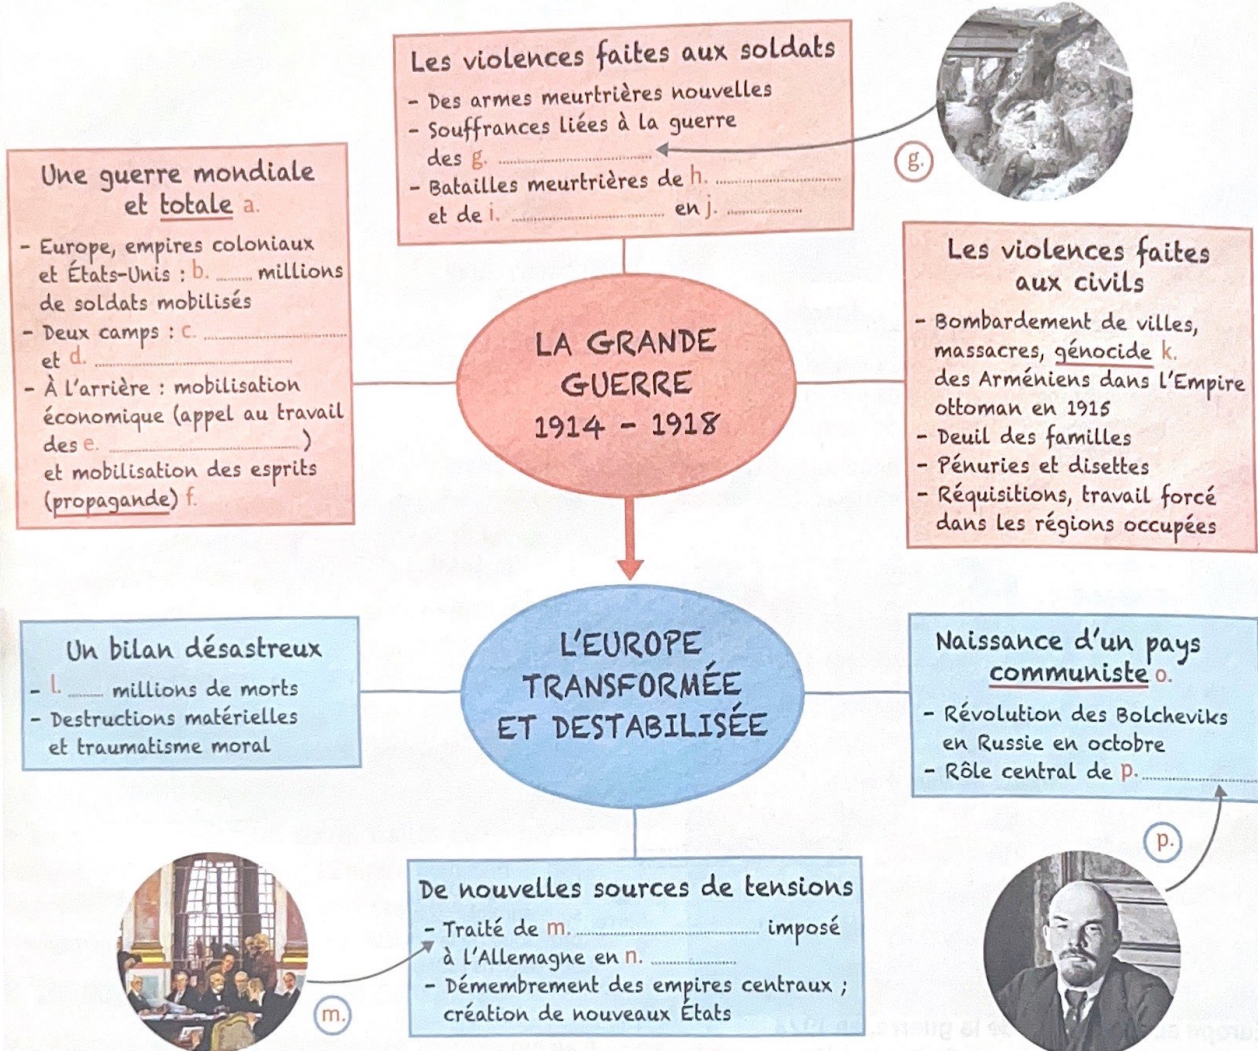 Les violences faites aux soldats
- Des armes meurtrières nouvelles
- Souffrances liées à la guerre
des g. ....................
- Batailles meurtrières de h. ....................
et de i. .................... en j. ..........
g.
Une guerre mondiale
et totale a.
- Europe, empires coloniaux
et États-Unis : b. ...... millions
de soldats mobilisés
- Deux camps : c. ....................
et d. ....................
- À l'arrière : mobilisation
économique (appel au travail
des e. .................... )
et mobilisation des esprits
(propagande) f.
LA GRANDE
GUERRE
1914 - 1918
Les violences faites
aux civils
- Bombardement de villes,
massacres, génocide k.
des Arméniens dans l'Empire
ottoman en 1915
- Deuil des familles
- Pénuries et disettes
- Réquisitions, travail forcé
dans les régions occupées
Un bilan désastreux
- l. ...... millions de morts
- Destructions matérielles
et traumatisme moral
L'EUROPE
TRANSFORMÉE
ET DESTABILISÉE
Naissance d'un pays
communiste o.
- Révolution des Bolcheviks
en Russie en octobre
- Rôle central de p. ....................
p.
De nouvelles sources de tensions
- Traité de m. .................... imposé
à l'Allemagne en n. ..........
- Démembrement des empires centraux ;
création de nouveaux États
m.